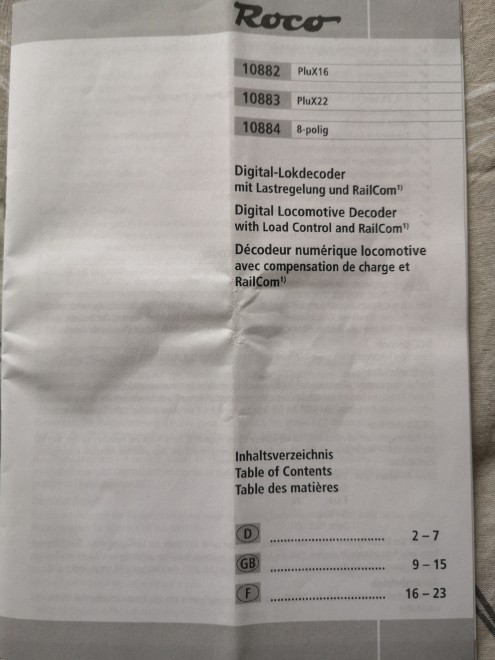 Roco
10882 PluX16
10883 PluX22
10884 8-polig
Digital-Lokdecoder
mit Lastregelung und RailCom¹⁾
Digital Locomotive Decoder
with Load Control and RailCom¹⁾
Décodeur numérique locomotive
avec compensation de charge et
RailCom¹⁾
Inhaltsverzeichnis
Table of Contents
Table des matières
D ................................. 2 – 7
GB ................................. 9 – 15
F ................................. 16 – 23